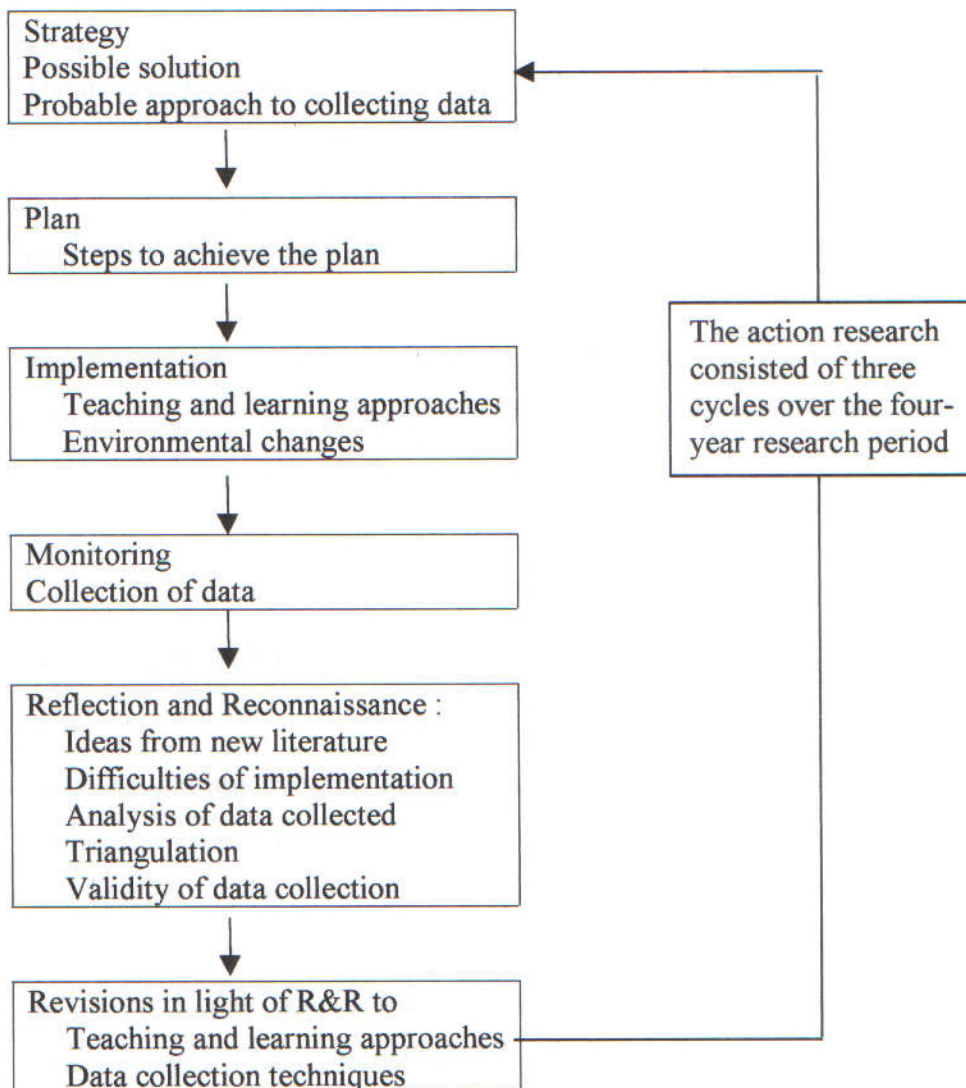 Strategy
Possible solution
Probable approach to collecting data
Plan
Steps to achieve the plan
Implementation
Teaching and learning approaches
Environmental changes
Monitoring
Collection of data
Reflection and Reconnaissance :
Ideas from new literature
Difficulties of implementation
Analysis of data collected
Triangulation
Validity of data collection
Revisions in light of R&R to
Teaching and learning approaches
Data collection techniques
The action research
consisted of three
cycles over the four-
year research period